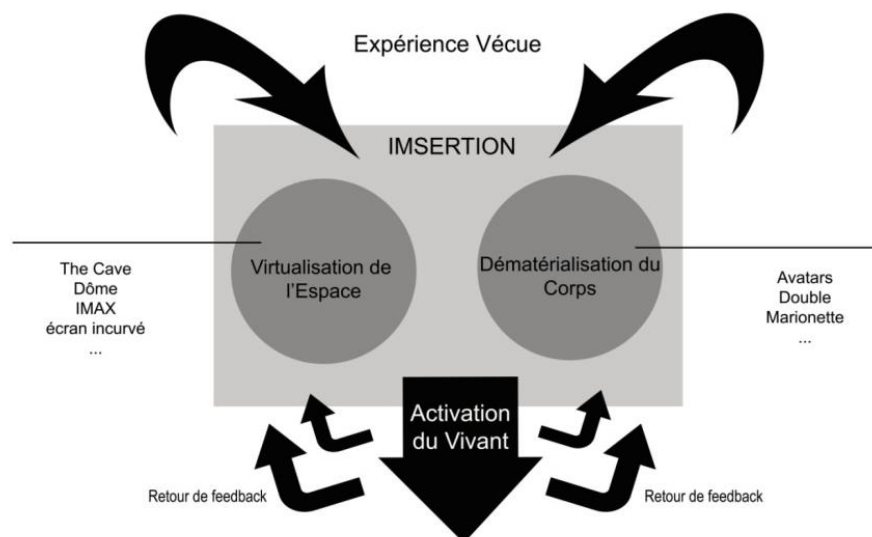 Expérience Vécue
IMSERTION
Virtualisation de
l'Espace
Dématérialisation du
Corps
The Cave
Dôme
IMAX
écran incurvé
...
Avatars
Double
Marionette
...
Activation
du Vivant
Retour de feedback
Retour de feedback